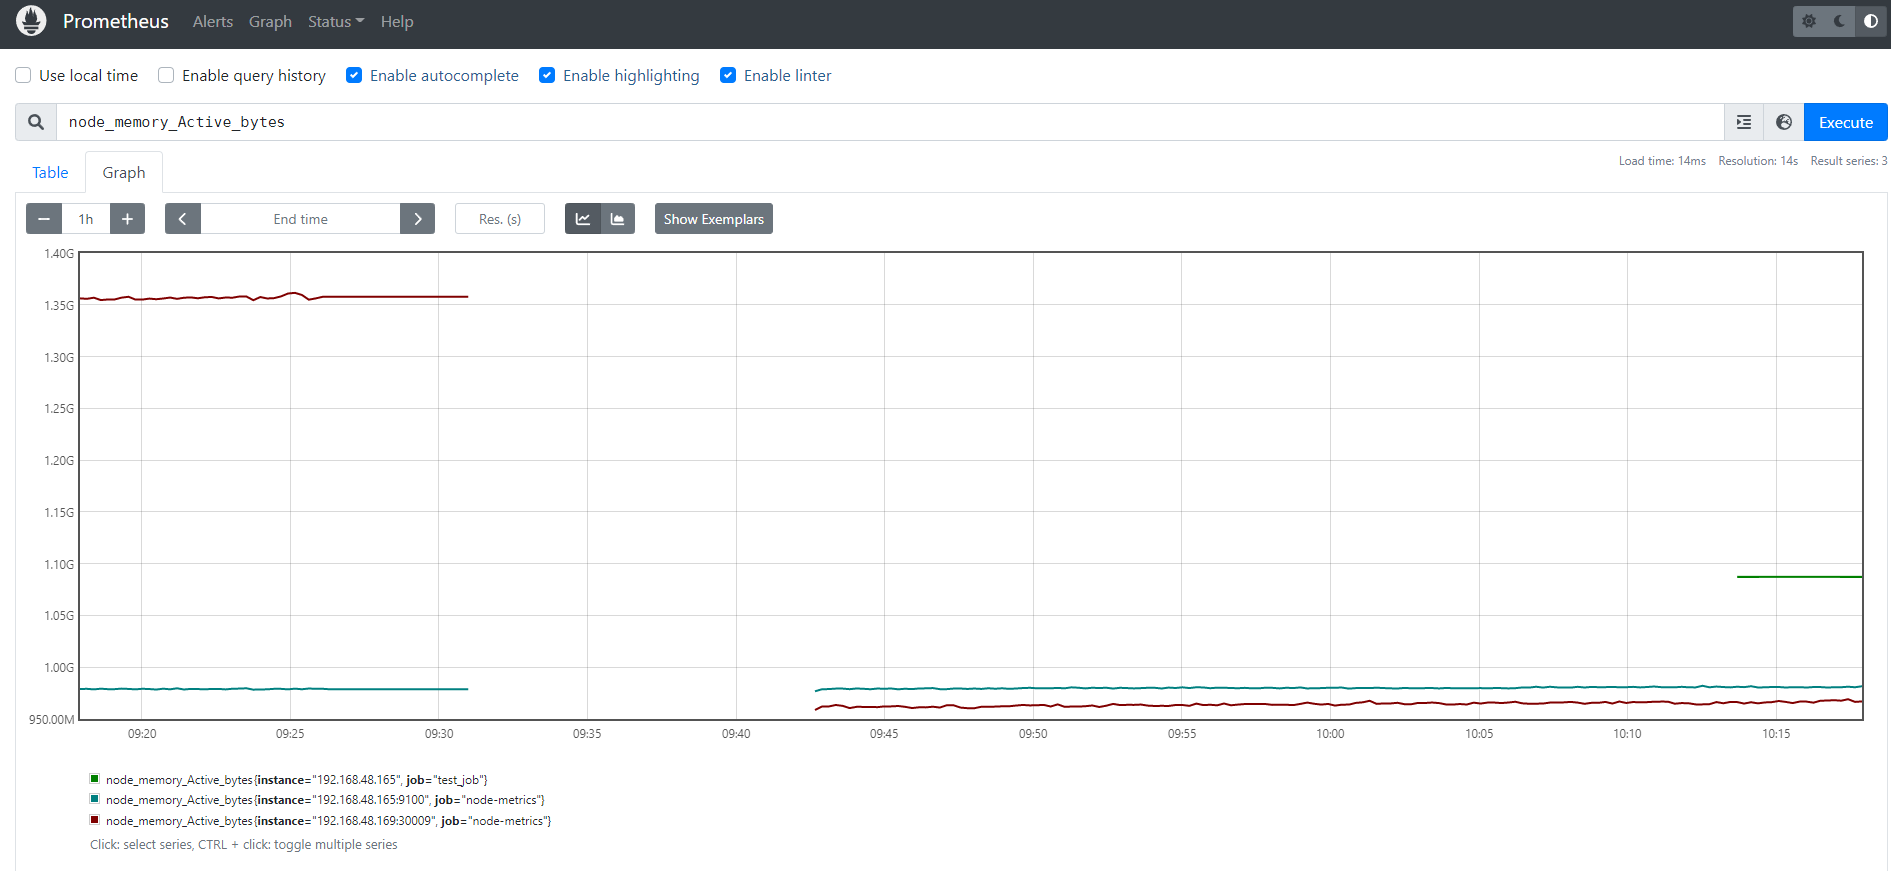 Prometheus Alerts Graph Status Help
Use local time Enable query history Enable autocomplete Enable highlighting Enable linter
node_memory_Active_bytes Execute
Table Graph Load time: 14ms Resolution: 14s Result series: 3
1h End time Res. (s) Show Exemplars
1.40G
1.35G
1.30G
1.25G
1.20G
1.15G
1.10G
1.05G
1.00G
950.00M
09:20 09:25 09:30 09:35 09:40 09:45 09:50 09:55 10:00 10:05 10:10 10:15
node_memory_Active_bytes{instance="192.168.48.165", job="test_job"}
node_memory_Active_bytes{instance="192.168.48.165:9100", job="node-metrics"}
node_memory_Active_bytes{instance="192.168.48.169:30009", job="node-metrics"}
Click: select series, CTRL + click: toggle multiple series